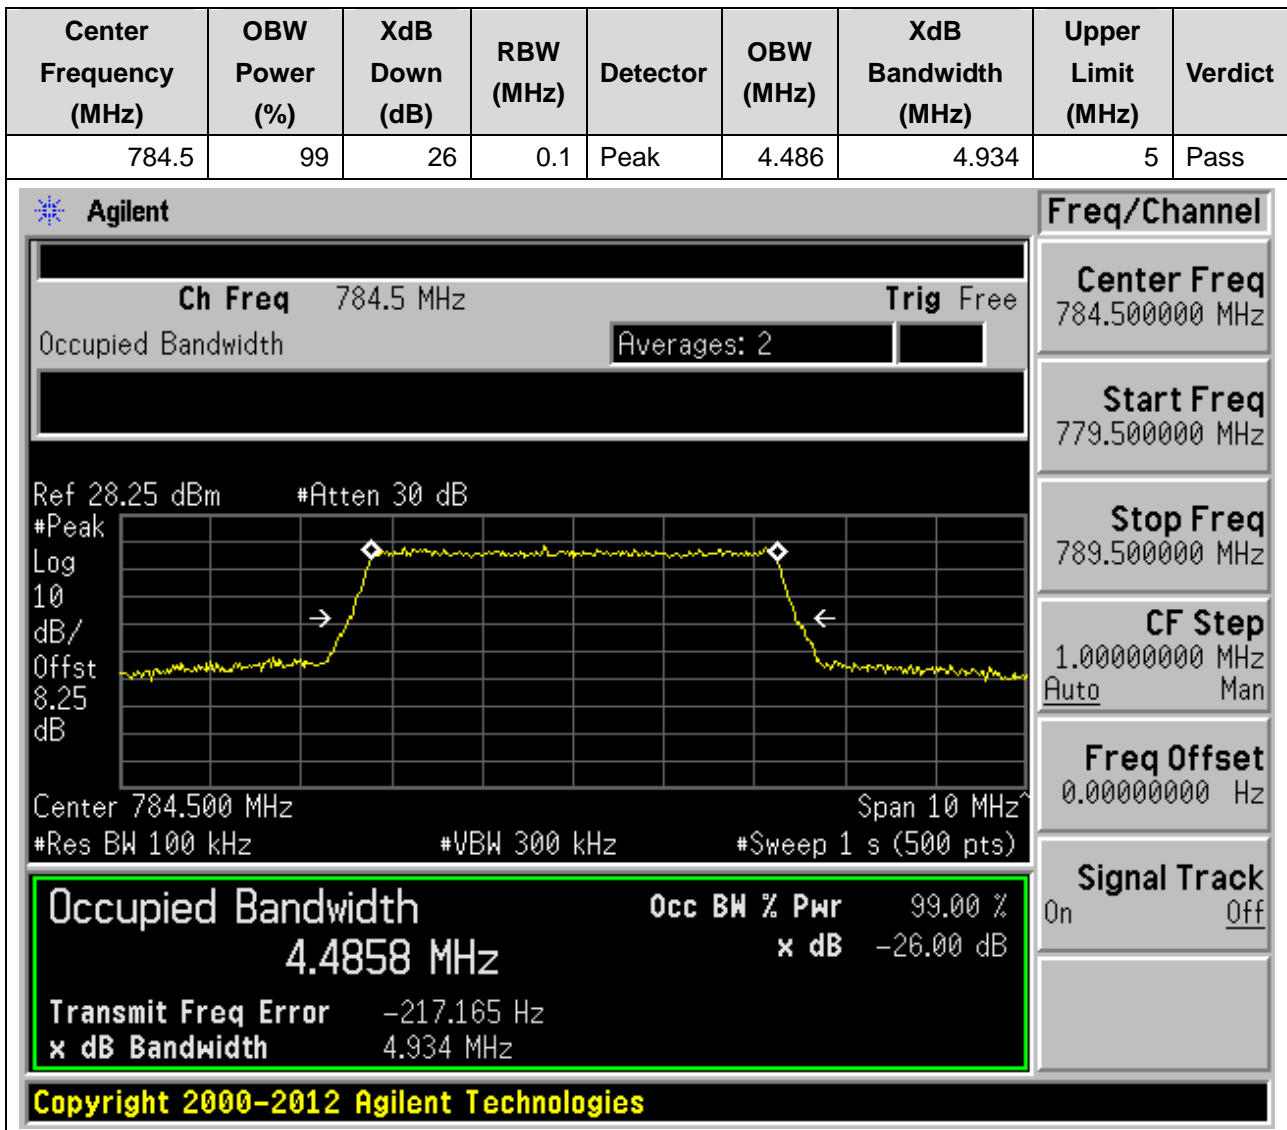 Center Frequency (MHz) OBW Power (%) XdB Down (dB) RBW (MHz) Detector OBW (MHz) XdB Bandwidth (MHz) Upper Limit (MHz) Verdict
784.5 99 26 0.1 Peak 4.486 4.934 5 Pass
Agilent
Freq/Channel
Ch Freq 784.5 MHz Trig Free
Occupied Bandwidth Averages: 2
Center Freq
784.500000 MHz
Start Freq
779.500000 MHz
Stop Freq
789.500000 MHz
CF Step
1.00000000 MHz
Auto Man
Freq Offset
0.00000000 Hz
Signal Track
On Off
Ref 28.25 dBm #Atten 30 dB
#Peak
Log
10
dB/
Offst
8.25
dB
Center 784.500 MHz Span 10 MHz^
#Res BW 100 kHz #VBW 300 kHz #Sweep 1 s (500 pts)
Occupied Bandwidth Occ BW % Pwr 99.00 %
4.4858 MHz x dB -26.00 dB
Transmit Freq Error -217.165 Hz
x dB Bandwidth 4.934 MHz
Copyright 2000-2012 Agilent Technologies